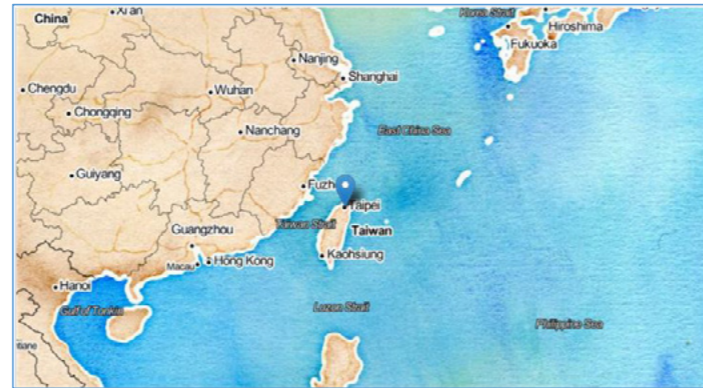 Korea Strait
Xi'an
China
Hiroshima
Fukuoka
Nanjing
Shanghai
Chengdu
Wuhan
Chongqing
Nanchang
East China Sea
Guiyang
Fuzh
Taipei
Taiwan Strait
Taiwan
Guangzhou
Kaohsiung
Hong Kong
Macau
Hanoi
Luzon Strait
Gulf of Tonkin
Philippine Sea
tiane